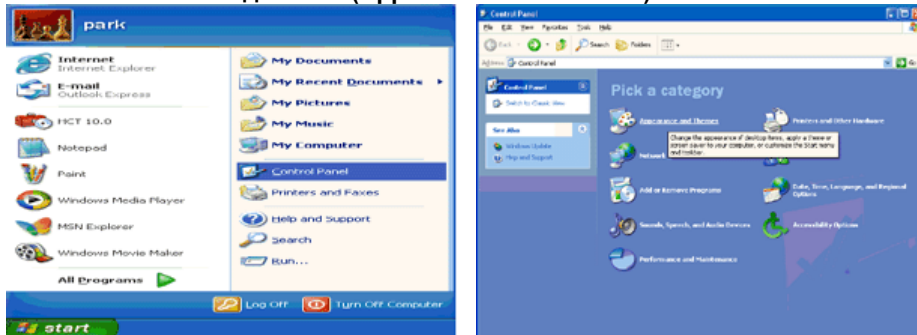 park
Internet
Internet Explorer
E-mail
Outlook Express
HCT 10.0
Notepad
Paint
Windows Media Player
MSN Explorer
Windows Movie Maker
All Programs
My Documents
My Recent Documents
My Pictures
My Music
My Computer
Control Panel
Printers and Faxes
Help and Support
Search
Run...
Log Off
Turn Off Computer
start
Control Panel
File Edit View Favorites Tools Help
Back
Search
Folders
Address
Control Panel
Go
Control Panel
Switch to Classic View
See Also
Windows Update
Help and Support
Pick a category
Appearance and Themes
Printers and Other Hardware
Change the appearance of desktop items, apply a theme or
screen saver to your computer, or customize the Start menu
and taskbar.
Network
Add or Remove Programs
Date, Time, Language, and Regional
Options
Sounds, Speech, and Audio Devices
Accessibility Options
Performance and Maintenance